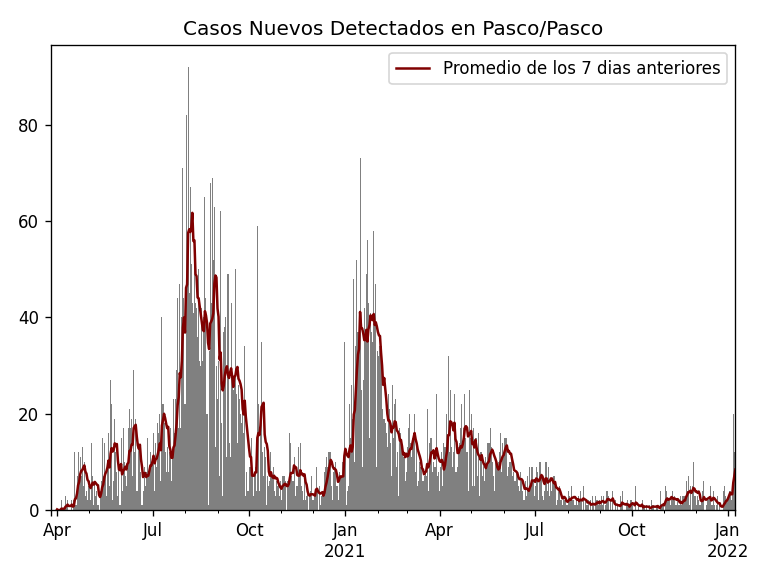 Casos Nuevos Detectados en Pasco/Pasco
Promedio de los 7 dias anteriores
80
60
40
20
0
Apr Jul Oct Jan Apr Jul Oct Jan
2021 2022